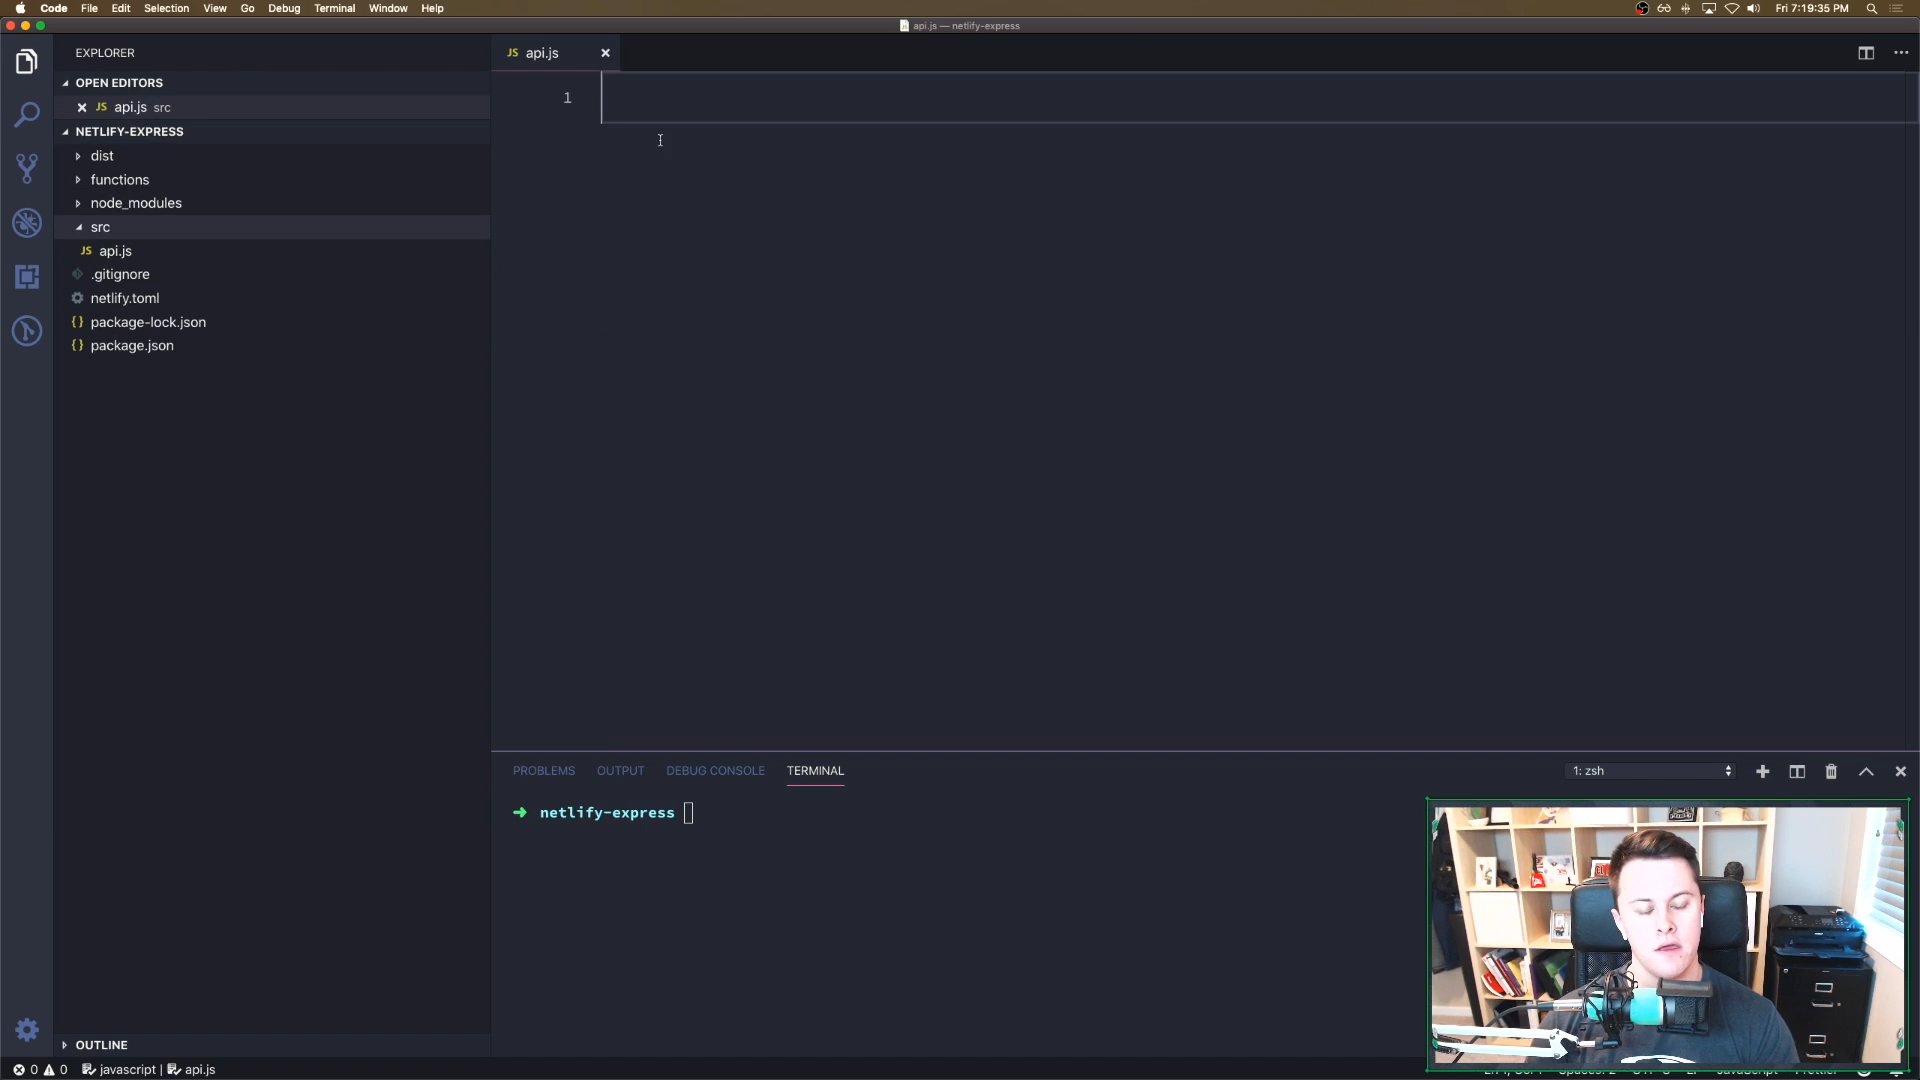 Code File Edit Selection View Go Debug Terminal Window Help
Fri 7:19:35 PM
api.js — netlify-express
EXPLORER
OPEN EDITORS
JS api.js src
NETLIFY-EXPRESS
dist
functions
node_modules
src
JS api.js
.gitignore
netlify.toml
{} package-lock.json
{} package.json
OUTLINE
JS api.js
1
PROBLEMS OUTPUT DEBUG CONSOLE TERMINAL
1: zsh
➜ netlify-express
0 0 javascript | api.js